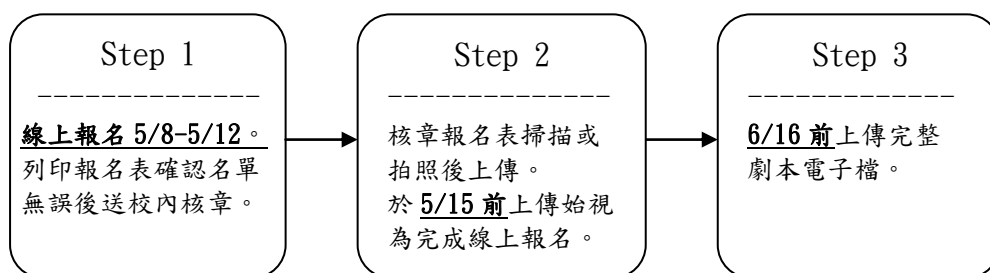 Step 1
--------------
線上報名 5/8-5/12。
列印報名表確認名單
無誤後送校內核章。
Step 2
--------------
核章報名表掃描或
拍照後上傳。
於 5/15 前上傳始視
為完成線上報名。
Step 3
-------------
6/16 前上傳完整
劇本電子檔。